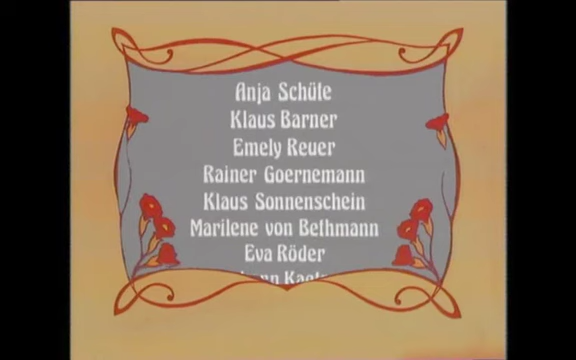 Anja Schüte
Klaus Barner
Emely Reuer
Rainer Goernemann
Klaus Sonnenschein
Marilene von Bethmann
Eva Röder